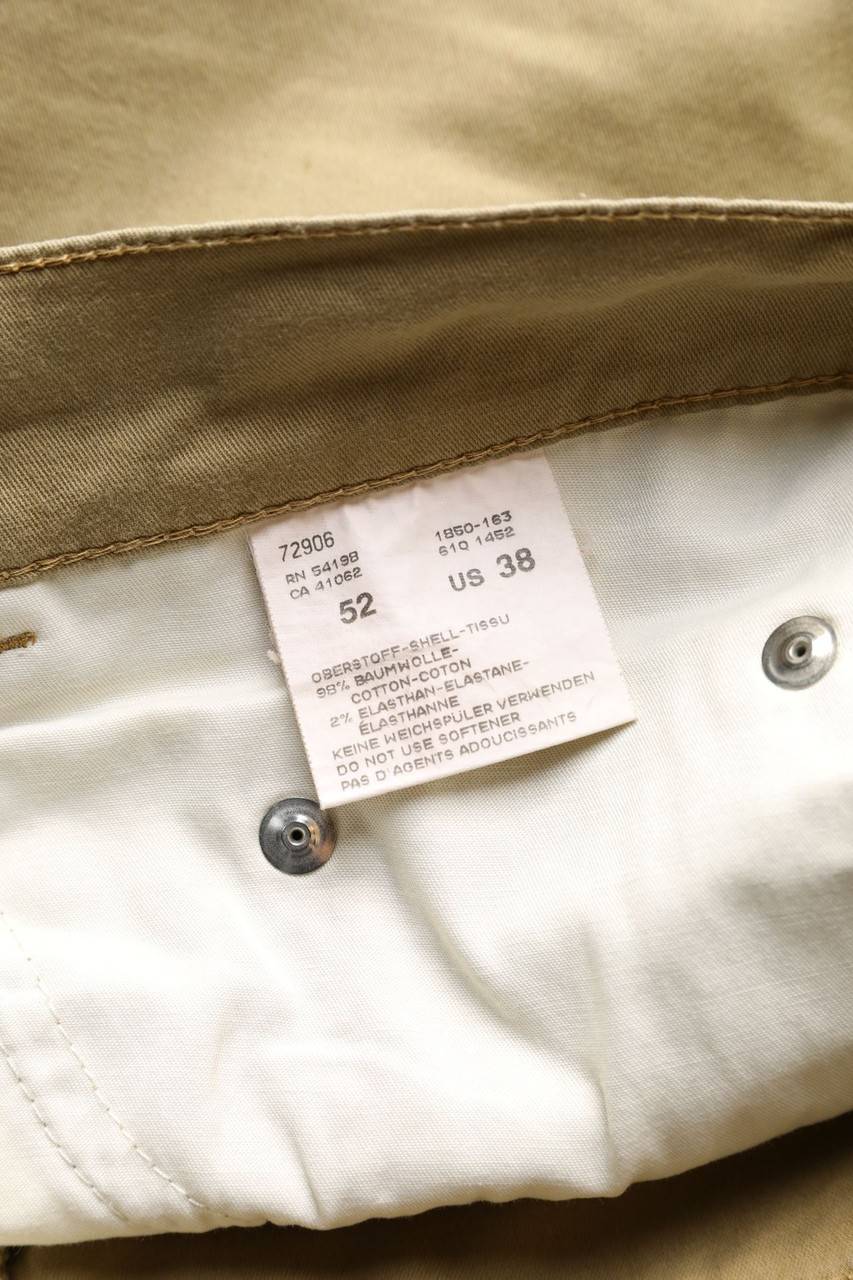 72906 1850-163
RN 54198 61Q 1452
CA 41062
52 US 38
OBERSTOFF-SHELL-TISSU
98% BAUMWOLLE-
COTTON-COTON
2% ELASTHAN-ELASTANE-
ÉLASTHANNE
KEINE WEICHSPÜLER VERWENDEN
DO NOT USE SOFTENER
PAS D'AGENTS ADOUCISSANTS